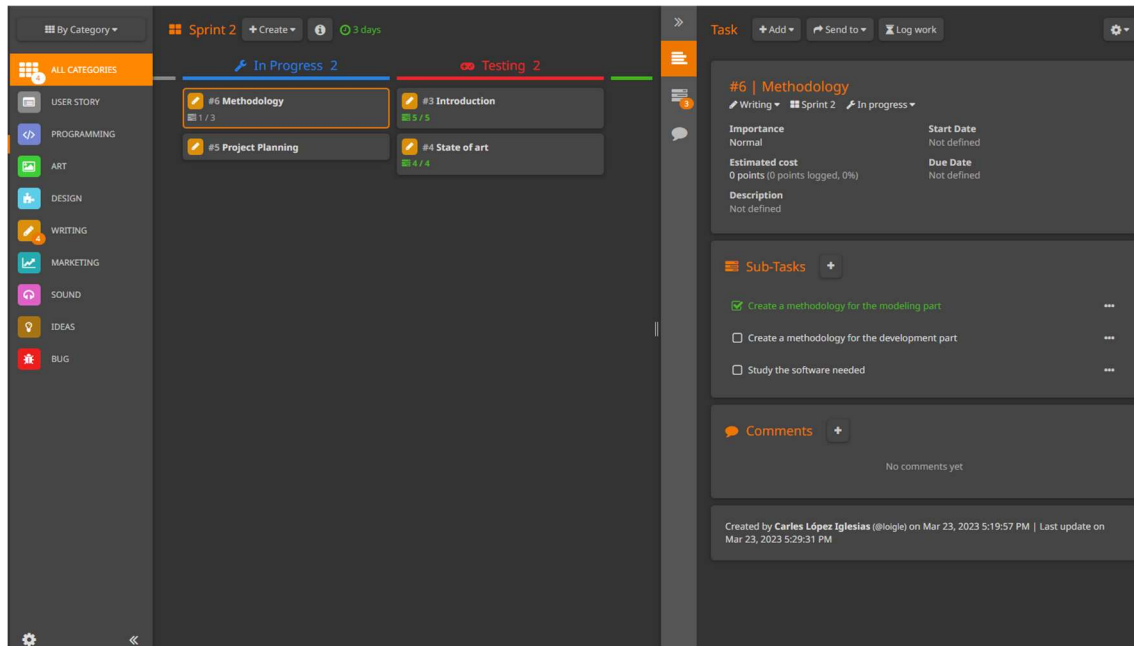 By Category
ALL CATEGORIES
4
USER STORY
PROGRAMMING
ART
DESIGN
WRITING
4
MARKETING
SOUND
IDEAS
BUG
Sprint 2
Create
3 days
In Progress 2
#6 Methodology
1 / 3
#5 Project Planning
Testing 2
#3 Introduction
5 / 5
#4 State of art
4 / 4
3
Task
Add
Send to
Log work
#6 | Methodology
Writing Sprint 2 In progress
Importance
Normal
Start Date
Not defined
Estimated cost
0 points (0 points logged, 0%)
Due Date
Not defined
Description
Not defined
Sub-Tasks
Create a methodology for the modeling part
Create a methodology for the development part
Study the software needed
Comments
No comments yet
Created by Carles López Iglesias (@loigle) on Mar 23, 2023 5:19:57 PM | Last update on
Mar 23, 2023 5:29:31 PM